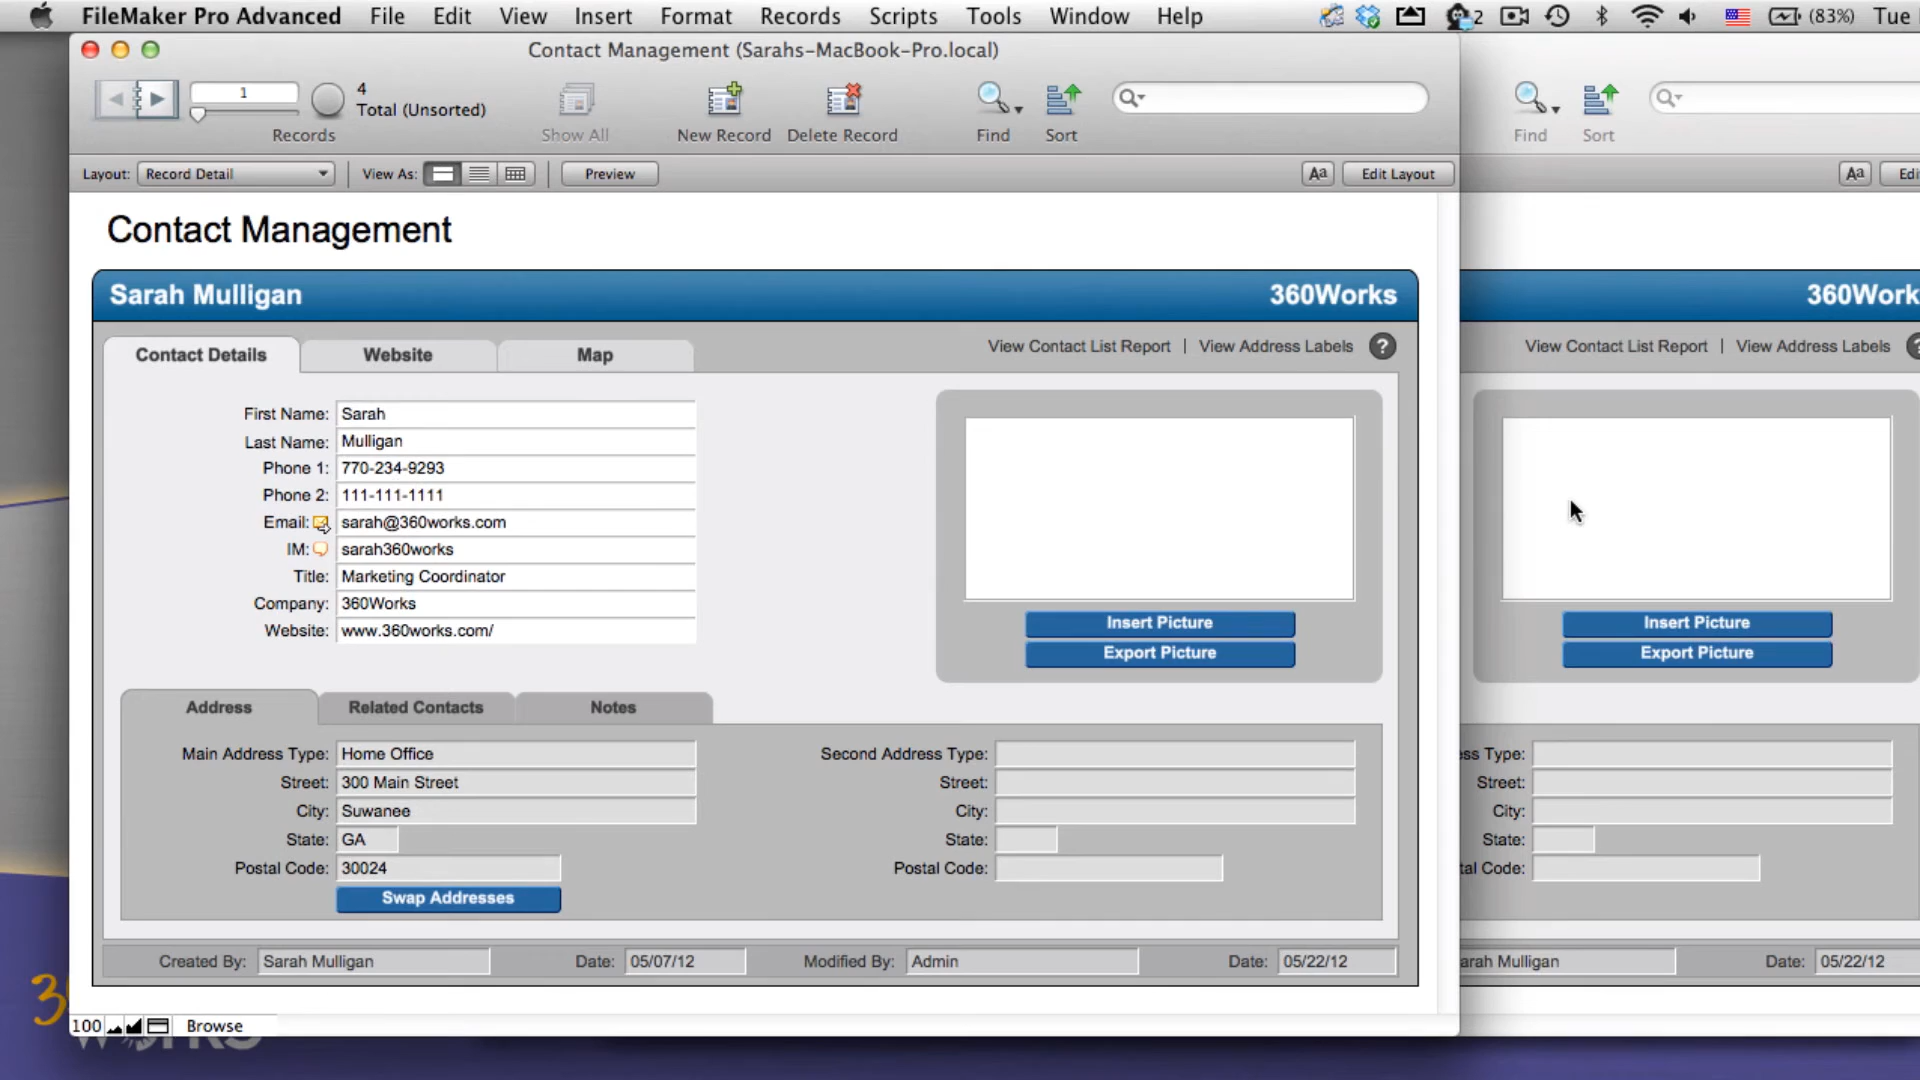 FileMaker Pro Advanced File Edit View Insert Format Records Scripts Tools Window Help 2 (83%) Tue
Contact Management (Sarahs-MacBook-Pro.local)
1
4
Total (Unsorted)
Records
Show All
New Record
Delete Record
Find
Sort
Find
Sort
Layout: Record Detail View As: Preview Aa Edit Layout
Aa
Contact Management
Sarah Mulligan 360Works
Contact Details Website Map View Contact List Report | View Address Labels ?
View Contact List Report | View Address Labels
First Name: Sarah
Last Name: Mulligan
Phone 1: 770-234-9293
Phone 2: 111-111-1111
Email: sarah@360works.com
IM: sarah360works
Title: Marketing Coordinator
Company: 360Works
Website: www.360works.com/
Insert Picture
Export Picture
Insert Picture
Export Picture
Address Related Contacts Notes
Main Address Type: Home Office
Street: 300 Main Street
City: Suwanee
State: GA
Postal Code: 30024
Swap Addresses
Second Address Type:
Street:
City:
State:
Postal Code:
Type:
Street:
City:
State:
Code:
Created By: Sarah Mulligan Date: 05/07/12 Modified By: Admin Date: 05/22/12
Mulligan Date: 05/22/12
100 Browse